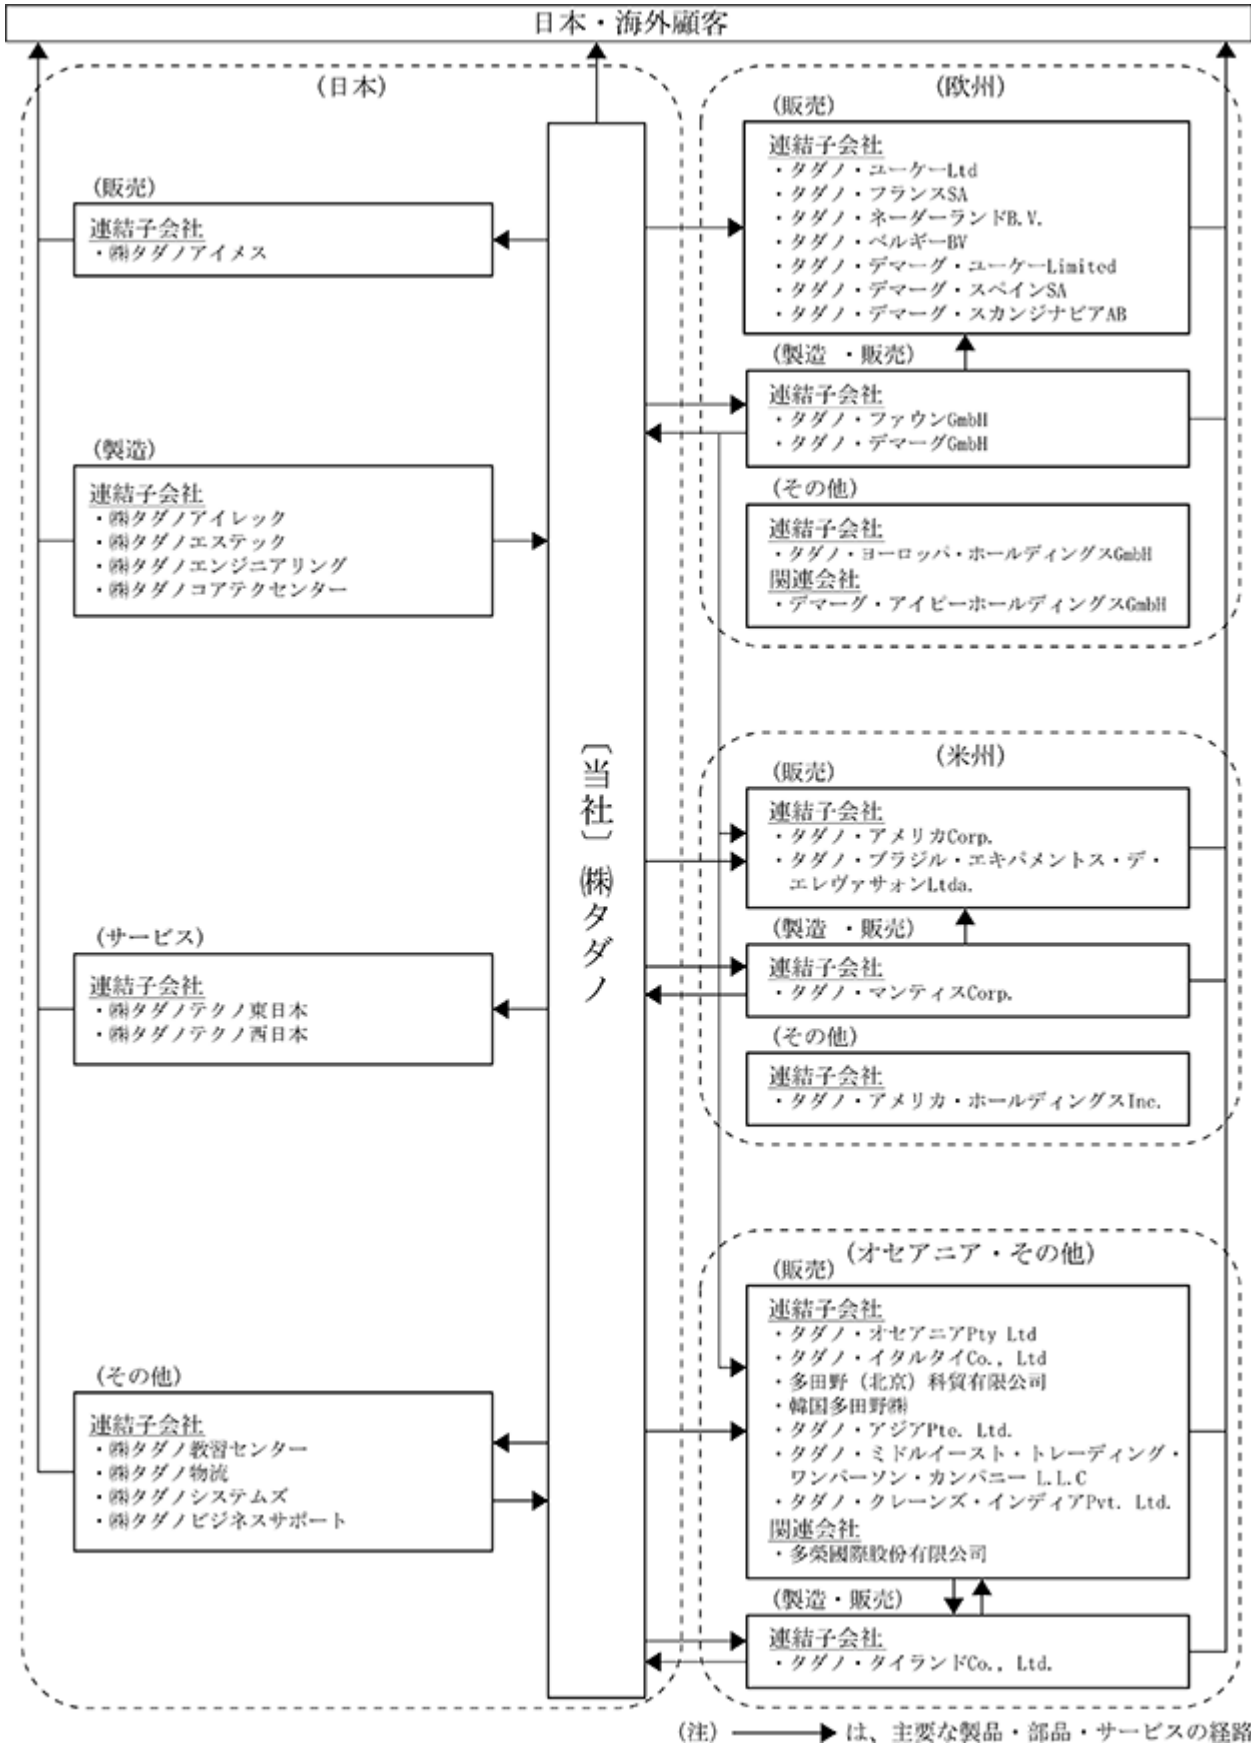 日本・海外顧客
(日本)
(販売)
連結子会社
・㈱タダノアイメス
(製造)
連結子会社
・㈱タダノアイレック
・㈱タダノエステック
・㈱タダノエンジニアリング
・㈱タダノコアテクセンター
(サービス)
連結子会社
・㈱タダノテクノ東日本
・㈱タダノテクノ西日本
(その他)
連結子会社
・㈱タダノ教習センター
・㈱タダノ物流
・㈱タダノシステムズ
・㈱タダノビジネスサポート
〔当社〕㈱タダノ
(欧州)
(販売)
連結子会社
・タダノ・ユーケーLtd
・タダノ・フランスSA
・タダノ・ネーダーランドB.V.
・タダノ・ベルギーBV
・タダノ・デマーグ・ユーケーLimited
・タダノ・デマーグ・スペインSA
・タダノ・デマーグ・スカンジナビアAB
(製造 ・販売)
連結子会社
・タダノ・ファウンGmbH
・タダノ・デマーグGmbH
(その他)
連結子会社
・タダノ・ヨーロッパ・ホールディングスGmbH
関連会社
・デマーグ・アイピーホールディングスGmbH
(米州)
(販売)
連結子会社
・タダノ・アメリカCorp.
・タダノ・ブラジル・エキパメントス・デ・
エレヴァサォンLtda.
(製造 ・販売)
連結子会社
・タダノ・マンティスCorp.
(その他)
連結子会社
・タダノ・アメリカ・ホールディングスInc.
(オセアニア・その他)
(販売)
連結子会社
・タダノ・オセアニアPty Ltd
・タダノ・イタルタイCo., Ltd
・多田野（北京）科貿有限公司
・韓国多田野㈱
・タダノ・アジアPte. Ltd.
・タダノ・ミドルイースト・トレーディング・
ワンパーソン・カンパニー L.L.C
・タダノ・クレーンズ・インディアPvt. Ltd.
関連会社
・多榮國際股份有限公司
(製造・販売)
連結子会社
・タダノ・タイランドCo., Ltd.
(注) ―――▶ は、主要な製品・部品・サービスの経路